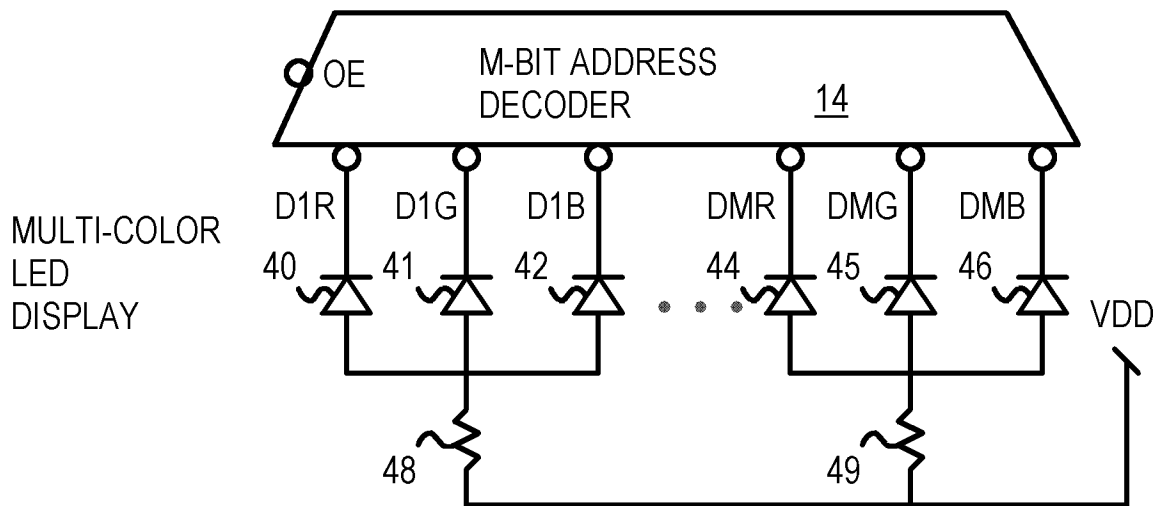 OE
M-BIT ADDRESS
DECODER
14
D1R D1G D1B DMR DMG DMB
MULTI-COLOR
LED
DISPLAY
40 41 42 44 45 46
VDD
48 49